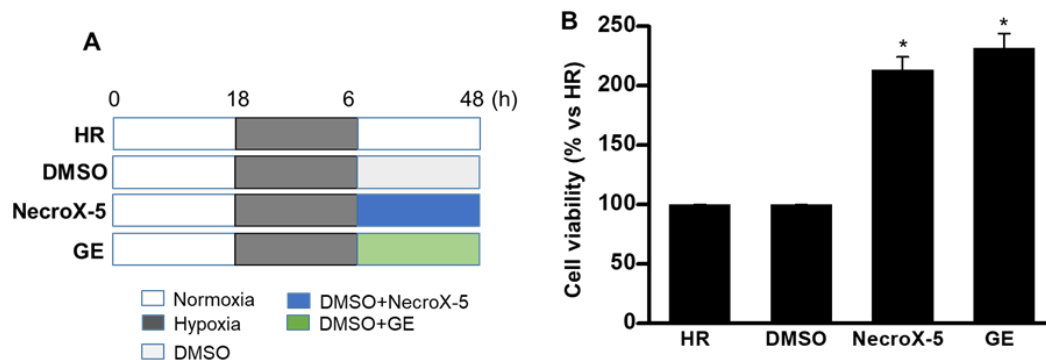 A
0 18 6 48 (h)
HR
DMSO
NecroX-5
GE
Normoxia
Hypoxia
DMSO
DMSO+NecroX-5
DMSO+GE
B
Cell viability (% vs HR)
250
200
150
100
50
0
*
*
HR DMSO NecroX-5 GE